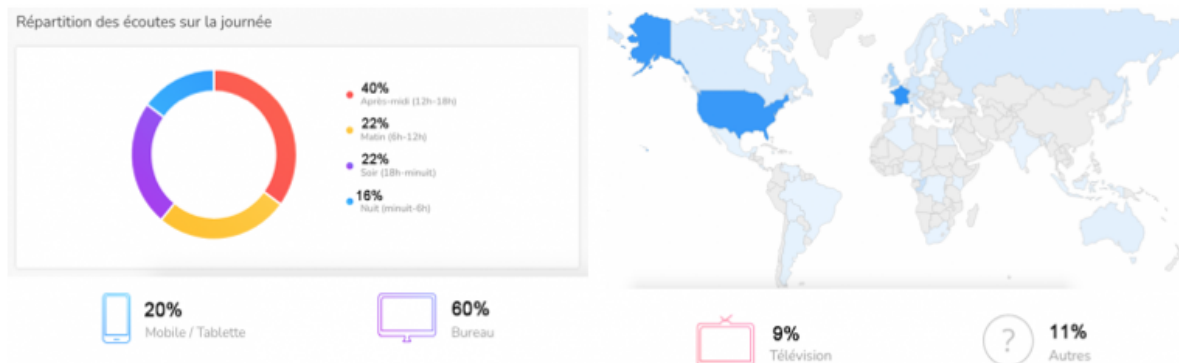 Répartition des écoutes sur la journée
40%
Après-midi (12h-18h)
22%
Matin (6h-12h)
22%
Soir (18h-minuit)
16%
Nuit (minuit-6h)
20%
Mobile / Tablette
60%
Bureau
9%
Télévision
?
11%
Autres